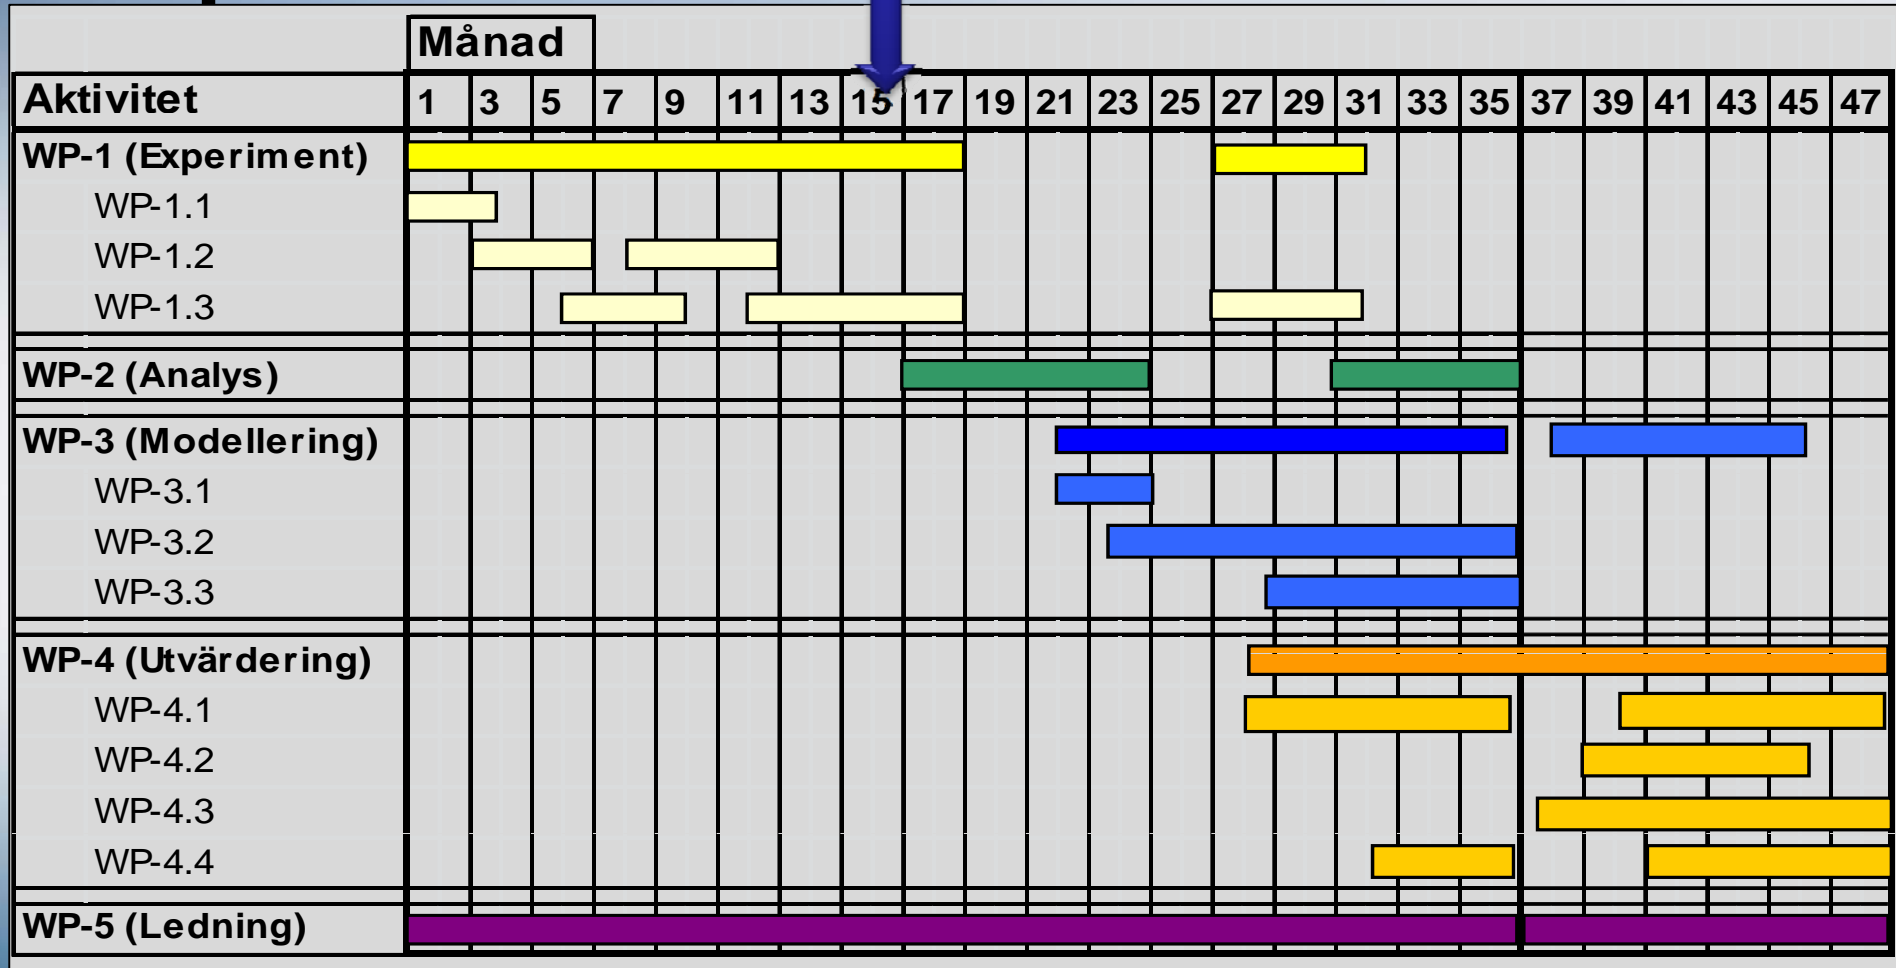 Månad
Aktivitet 1 3 5 7 9 11 13 15 17 19 21 23 25 27 29 31 33 35 37 39 41 43 45 47
WP-1 (Experiment)
WP-1.1
WP-1.2
WP-1.3
WP-2 (Analys)
WP-3 (Modellering)
WP-3.1
WP-3.2
WP-3.3
WP-4 (Utvärdering)
WP-4.1
WP-4.2
WP-4.3
WP-4.4
WP-5 (Ledning)